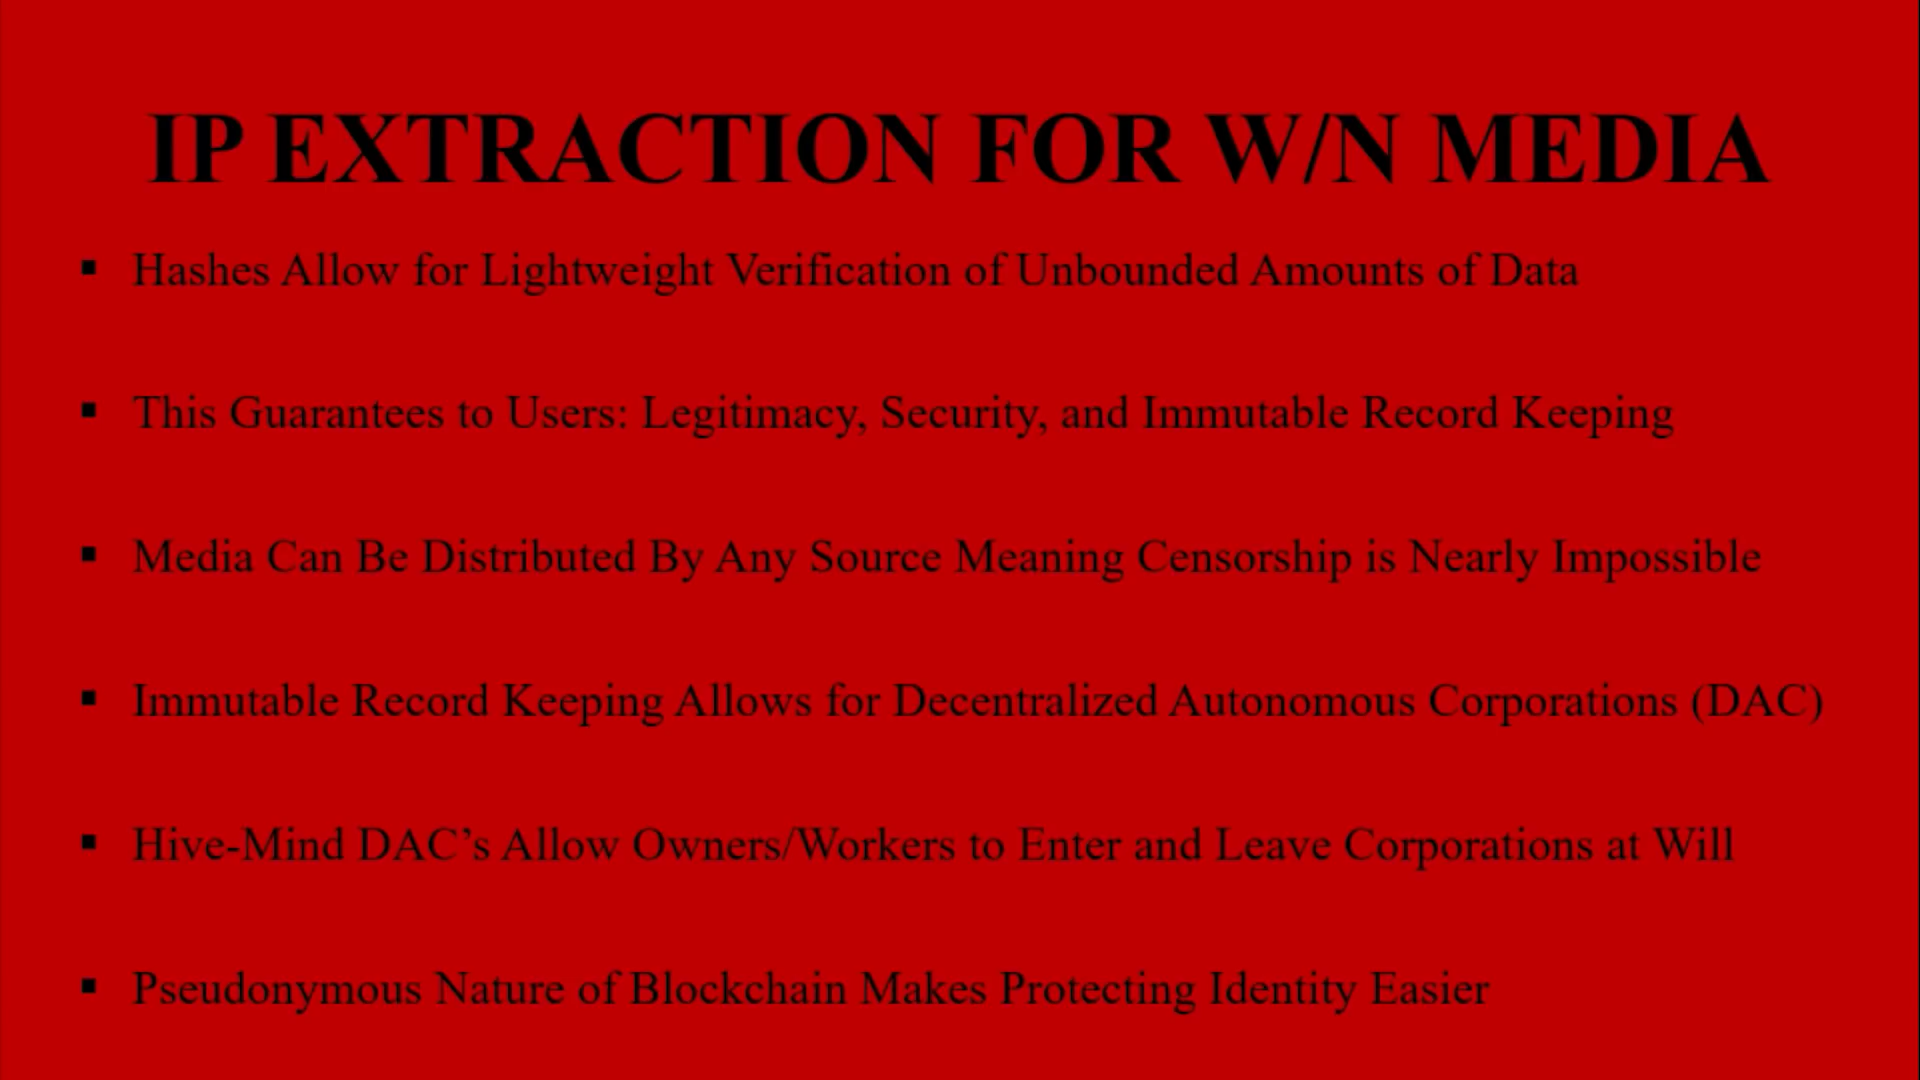 IP EXTRACTION FOR W/N MEDIA
▪ Hashes Allow for Lightweight Verification of Unbounded Amounts of Data
▪ This Guarantees to Users: Legitimacy, Security, and Immutable Record Keeping
▪ Media Can Be Distributed By Any Source Meaning Censorship is Nearly Impossible
▪ Immutable Record Keeping Allows for Decentralized Autonomous Corporations (DAC)
▪ Hive-Mind DAC’s Allow Owners/Workers to Enter and Leave Corporations at Will
▪ Pseudonymous Nature of Blockchain Makes Protecting Identity Easier